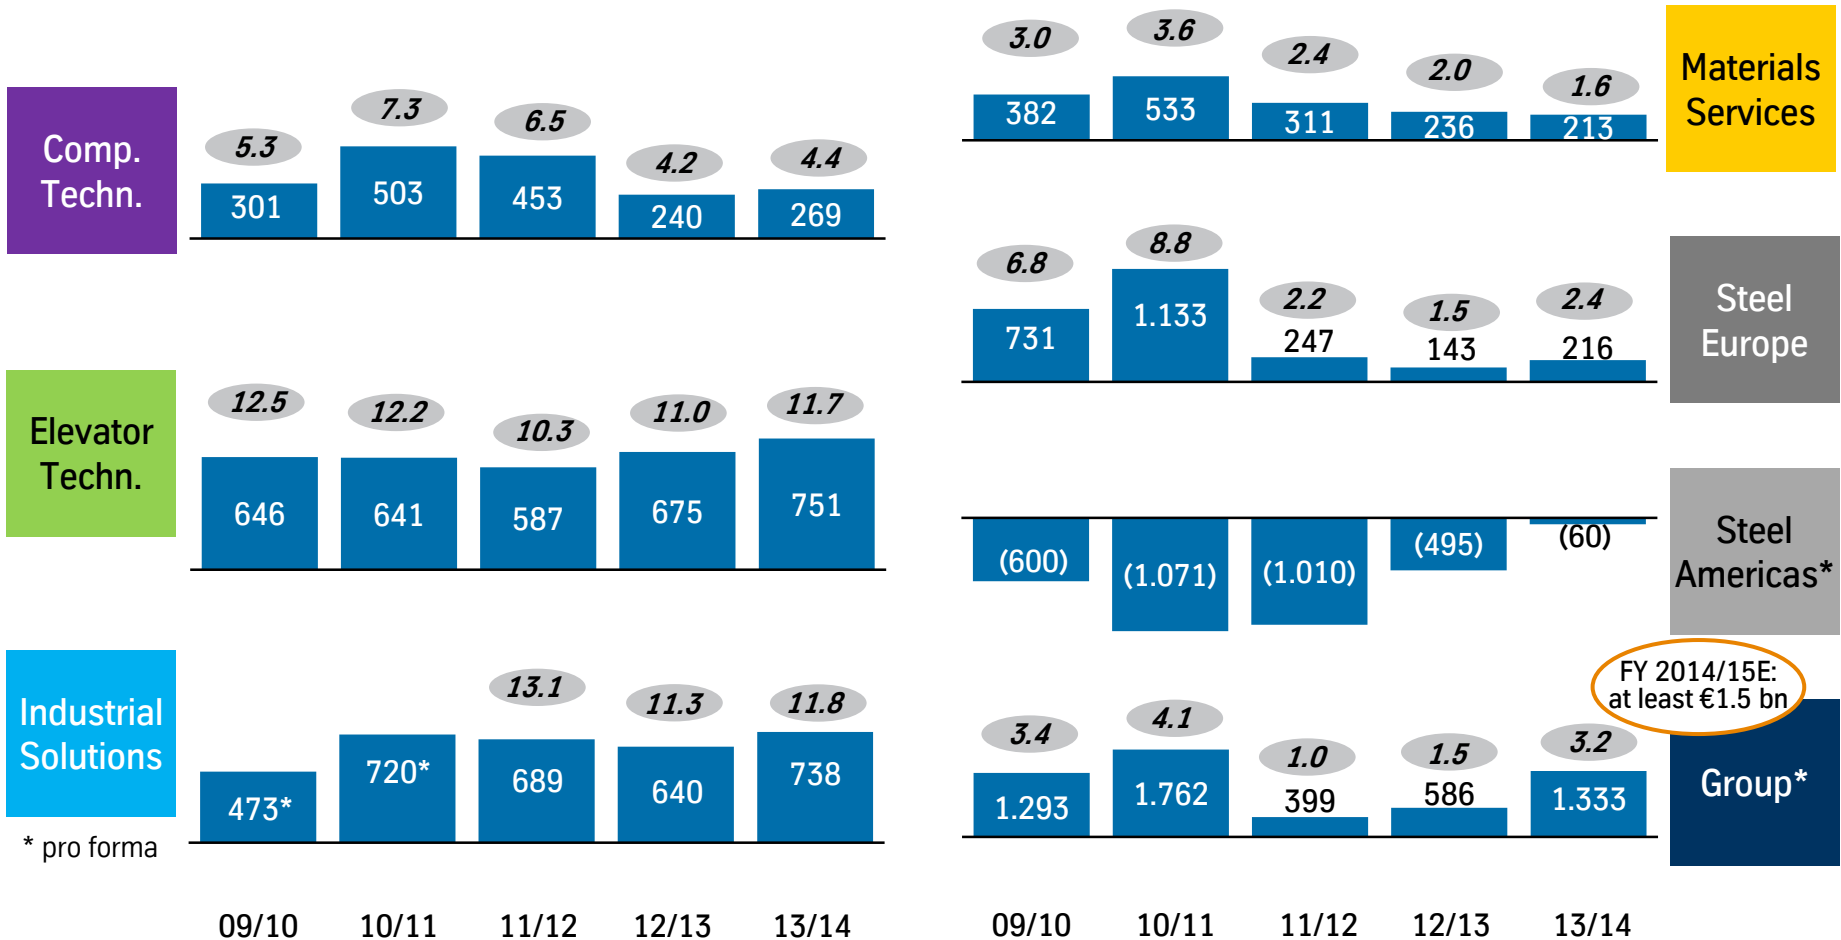 Comp.
Techn.
5.3 7.3 6.5 4.2 4.4
301 503 453 240 269
Elevator
Techn.
12.5 12.2 10.3 11.0 11.7
646 641 587 675 751
Industrial
Solutions
13.1 11.3 11.8
473* 720* 689 640 738
* pro forma
09/10 10/11 11/12 12/13 13/14
3.0 3.6 2.4 2.0 1.6
382 533 311 236 213
Materials
Services
6.8 8.8 2.2 1.5 2.4
731 1.133 247 143 216
Steel
Europe
(600) (1.071) (1.010) (495) (60)
Steel
Americas*
FY 2014/15E:
at least €1.5 bn
3.4 4.1 1.0 1.5 3.2
1.293 1.762 399 586 1.333
Group*
09/10 10/11 11/12 12/13 13/14